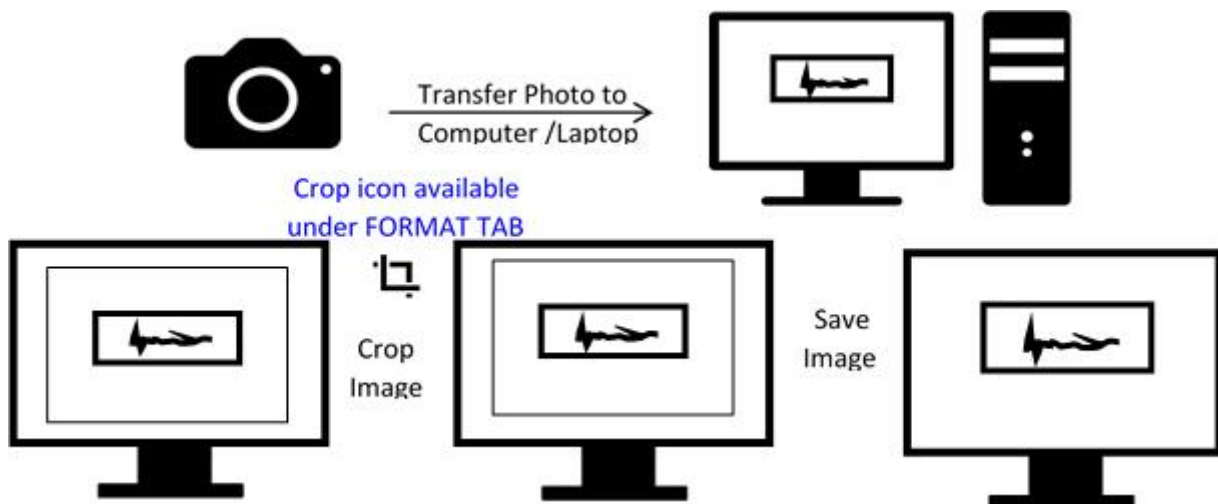 Transfer Photo to
Computer /Laptop
Crop icon available
under FORMAT TAB
Crop
Image
Save
Image